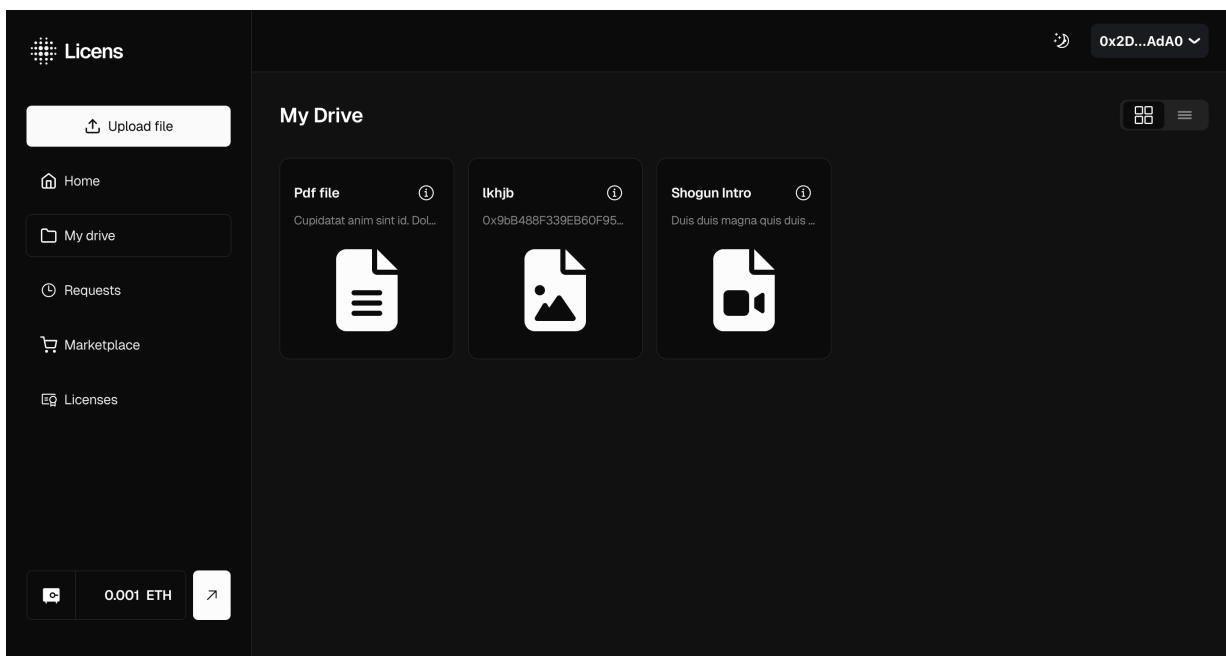 Licens
0x2D...AdA0
Upload file
My Drive
Home
My drive
Requests
Marketplace
Licenses
Pdf file
Cupidatat anim sint id. Dol...
lkhjb
0x9bB488F339EB60F95...
Shogun Intro
Duis duis magna quis duis ...
0.001 ETH